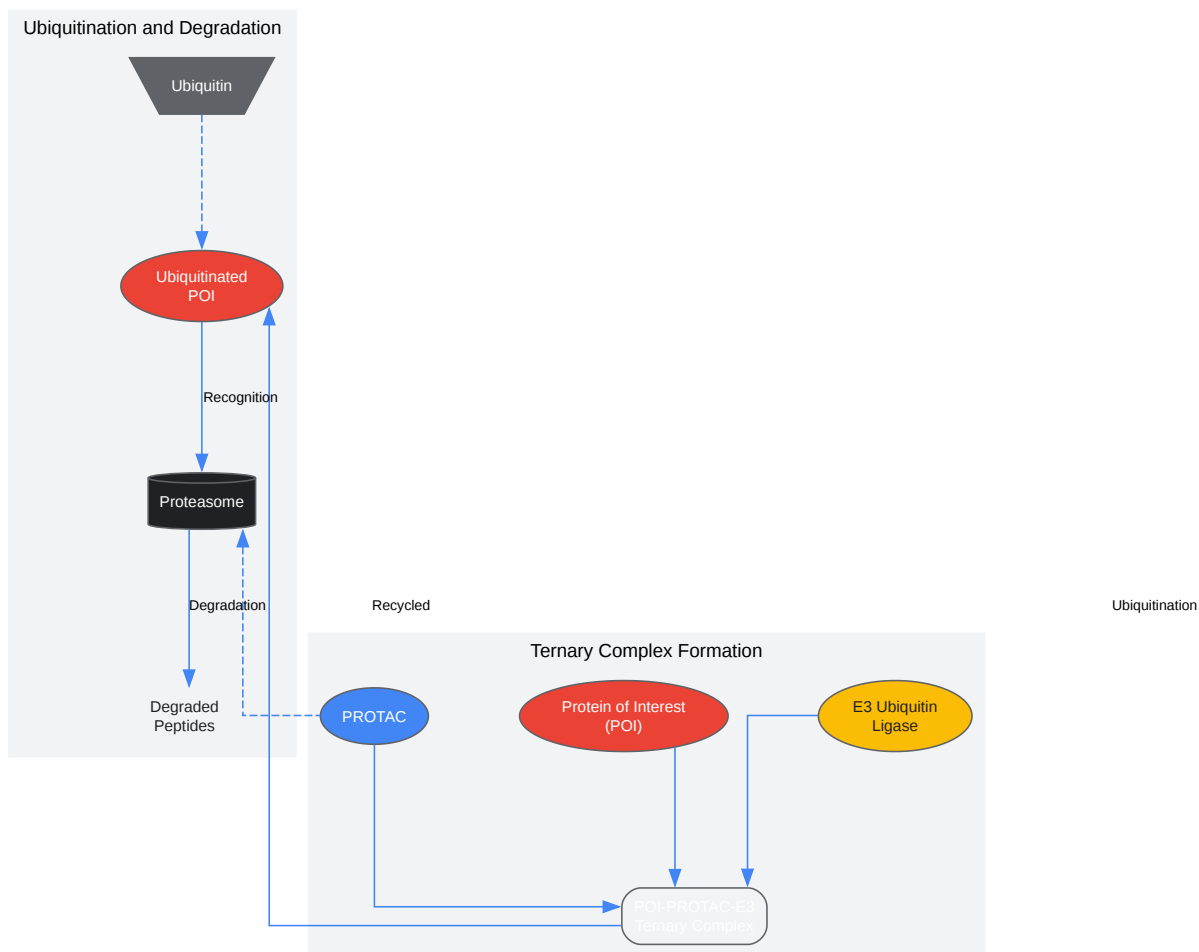 Ubiquitination and Degradation
Ubiquitin
Ubiquitinated
POI
Recognition
Proteasome
Degradation
Recycled
Ubiquitination
Ternary Complex Formation
Degraded
Peptides
PROTAC
Protein of Interest
(POI)
E3 Ubiquitin
Ligase
POI-PROTAC-E3
Ternary Complex